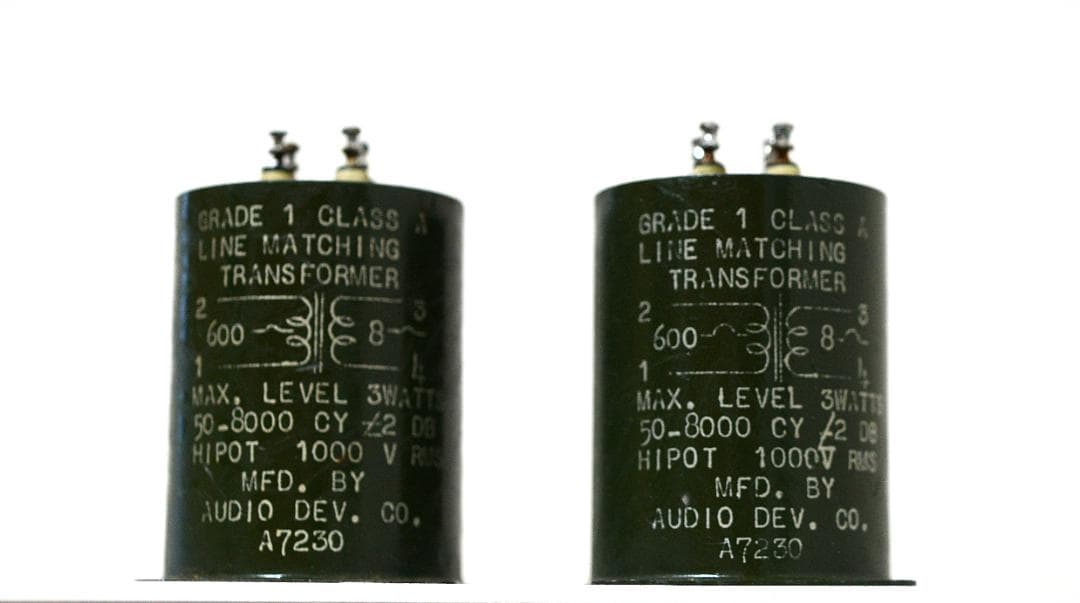 GRADE 1 CLASS A
LINE MATCHING
TRANSFORMER
2 3
600 8
1 4
MAX. LEVEL 3WATTS
50-8000 CY ±2 DB
HIPOT 1000 V RMS
MFD. BY
AUDIO DEV. CO.
A7230
GRADE 1 CLASS A
LINE MATCHING
TRANSFORMER
2 3
600 8
1 4
MAX. LEVEL 3WATTS
50-8000 CY ±2 DB
HIPOT 1000V RMS
MFD. BY
AUDIO DEV. CO.
A7230